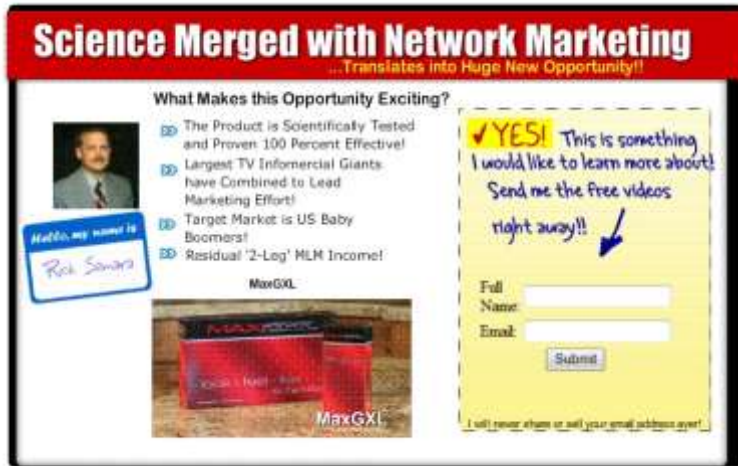 Science Merged with Network Marketing
...Translates into Huge New Opportunity!!
What Makes this Opportunity Exciting?
The Product is Scientifically Tested
and Proven 100 Percent Effective!
Largest TV Infomercial Giants
have Combined to Lead
Marketing Effort!
Target Market is US Baby
Boomers!
Residual '2-Leg' MLM Income!
Hello, my name is
Rick
MaxGXL
MAX
MaxGXL
✓YES! This is something
I would like to learn more about!
Send me the free videos
right away!!
Full
Name:
Email:
Submit
I will never share or sell your email address ever!